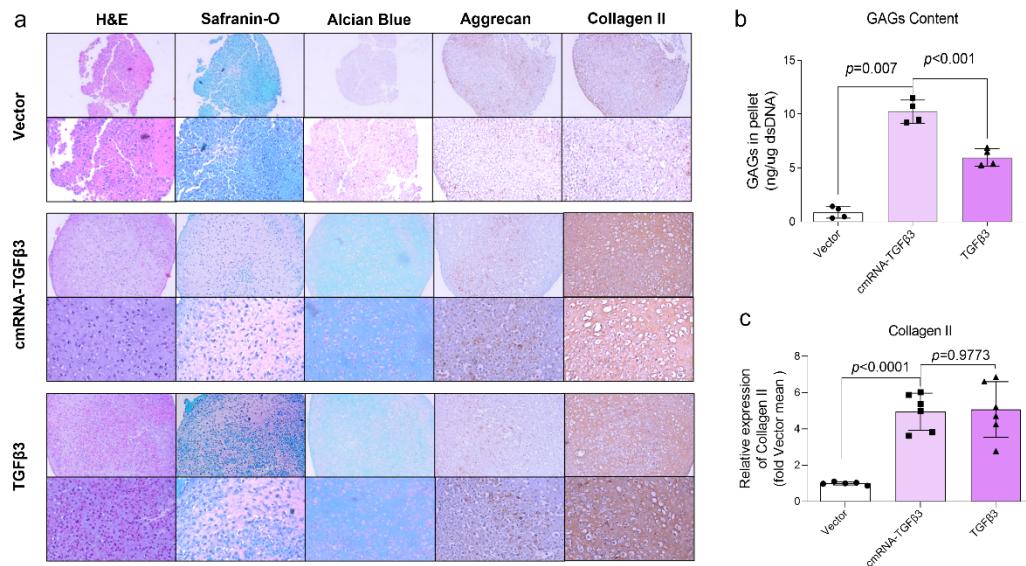 a
H&E
Safranin-O
Alcian Blue
Aggrecan
Collagen II
Vector
cmRNA-TGFβ3
TGFβ3
b
GAGs Content
p=0.007
p<0.001
GAGs in pellet
(ng/ug dsDNA)
15
10
5
0
Vector
cmRNA-TGFβ3
TGFβ3
c
Collagen II
p<0.0001
p=0.9773
Relative expression
of Collagen II
(fold Vector mean )
8
6
4
2
0
Vector
cmRNA-TGFβ3
TGFβ3